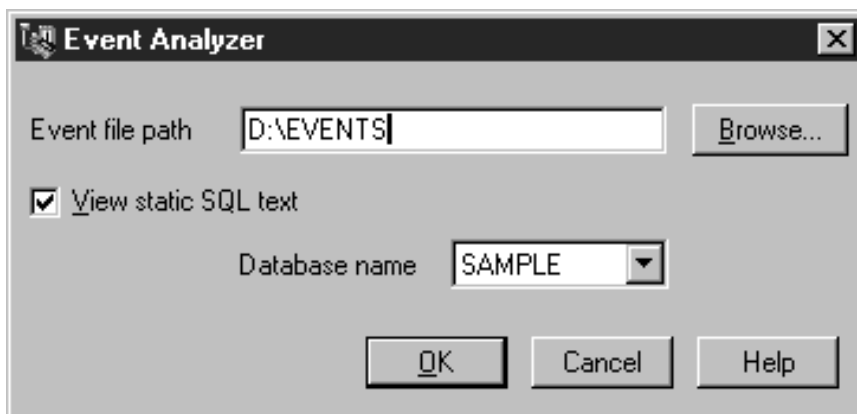 Event Analyzer
Event file path D:\EVENTS Browse...
View static SQL text
Database name SAMPLE
OK Cancel Help